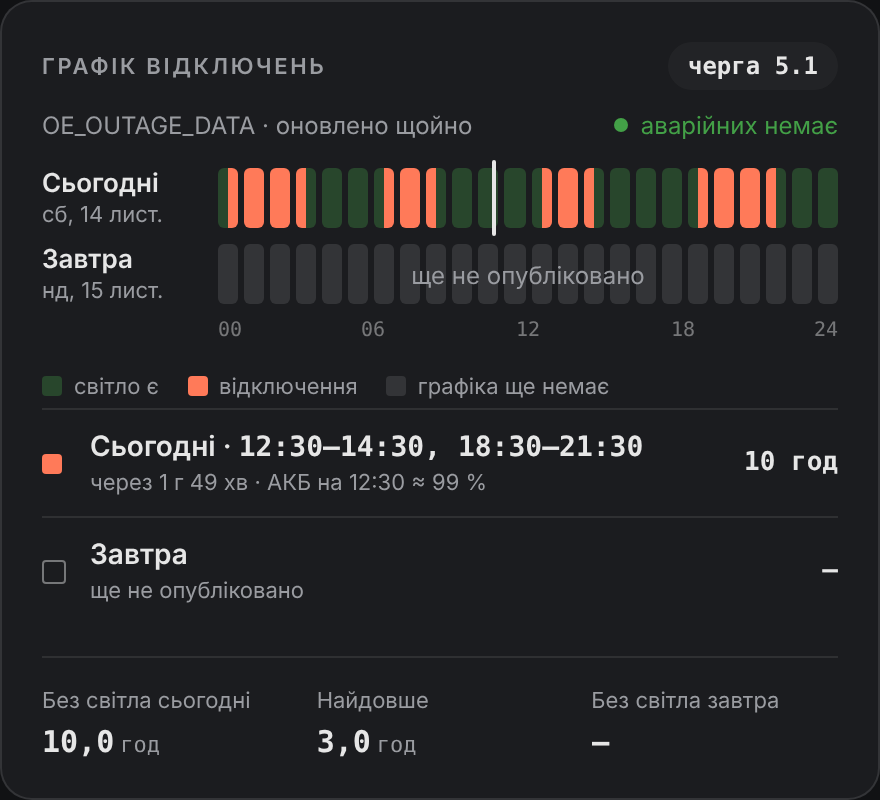 ГРАФІК ВІДКЛЮЧЕНЬ
черга 5.1
OE_OUTAGE_DATA · оновлено щойно
аварійних немає
Сьогодні
сб, 14 лист.
Завтра
нд, 15 лист.
ще не опубліковано
00 06 12 18 24
світло є відключення графіка ще немає
Сьогодні · 12:30–14:30, 18:30–21:30
10 год
через 1 г 49 хв · АКБ на 12:30 ≈ 99 %
Завтра
–
ще не опубліковано
Без світла сьогодні Найдовше Без світла завтра
10,0 год 3,0 год –